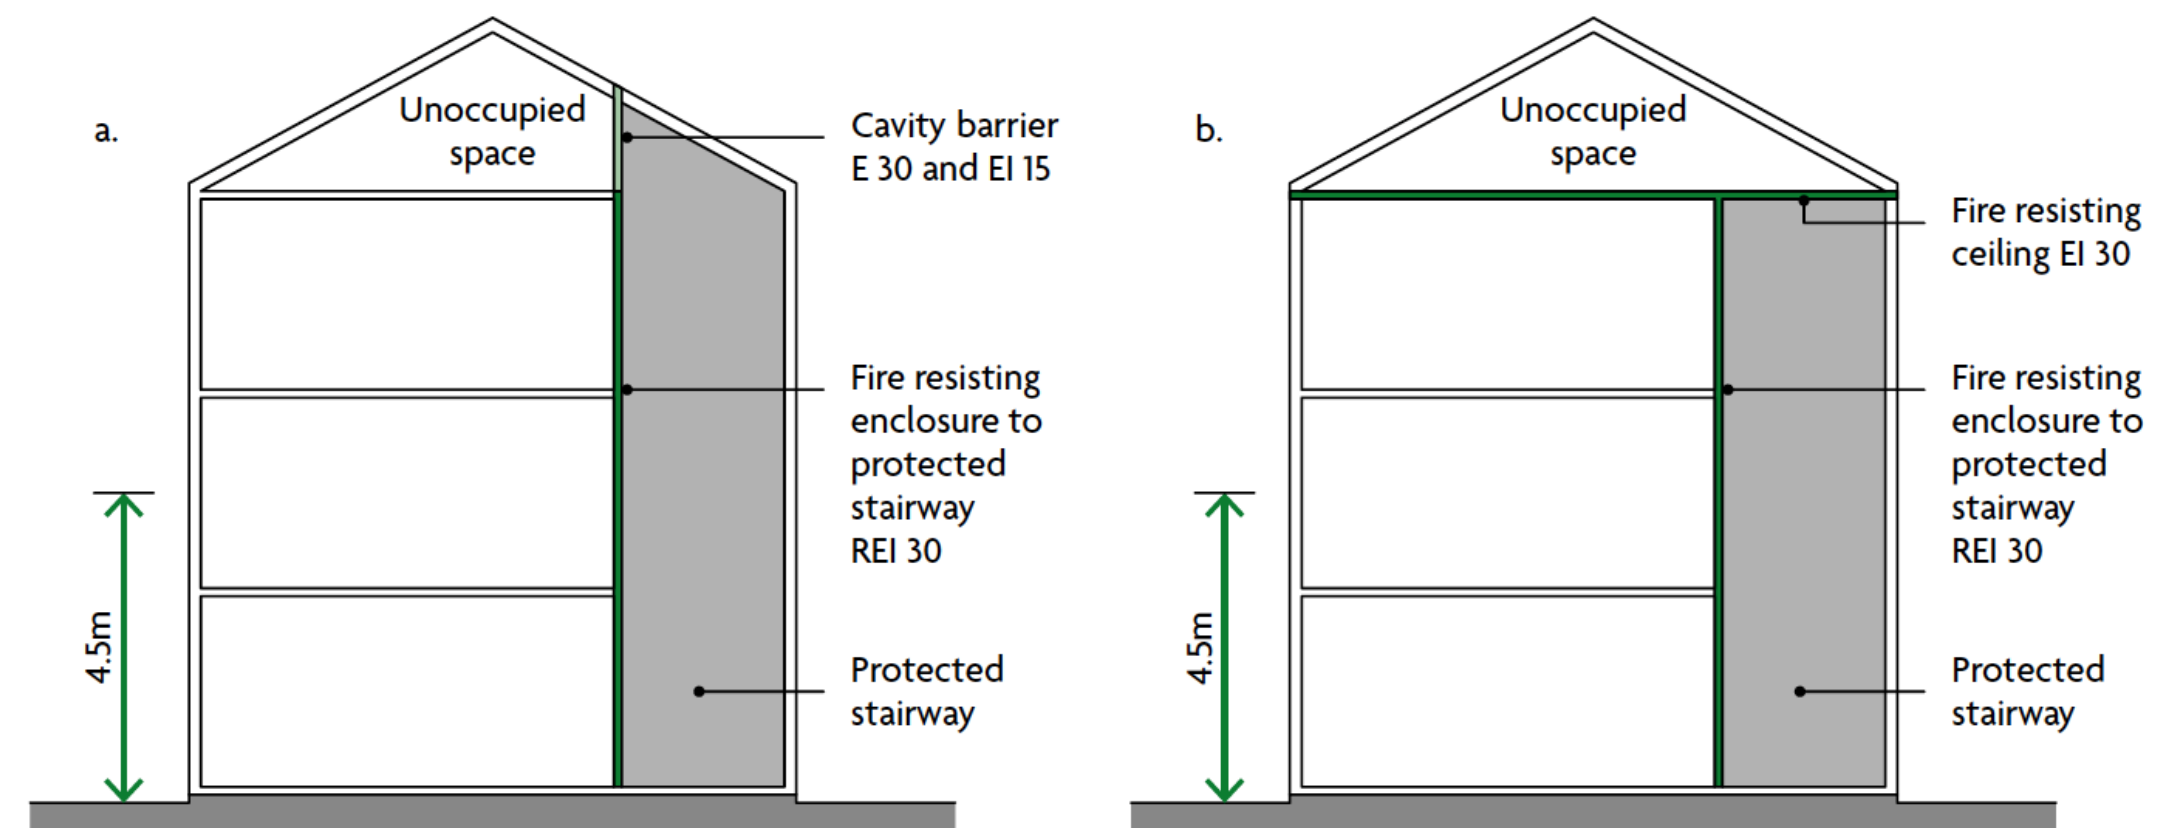 a.
Unoccupied
space
Cavity barrier
E 30 and EI 15
Fire resisting
enclosure to
protected
stairway
REI 30
Protected
stairway
4.5m
b.
Unoccupied
space
Fire resisting
ceiling EI 30
Fire resisting
enclosure to
protected
stairway
REI 30
Protected
stairway
4.5m